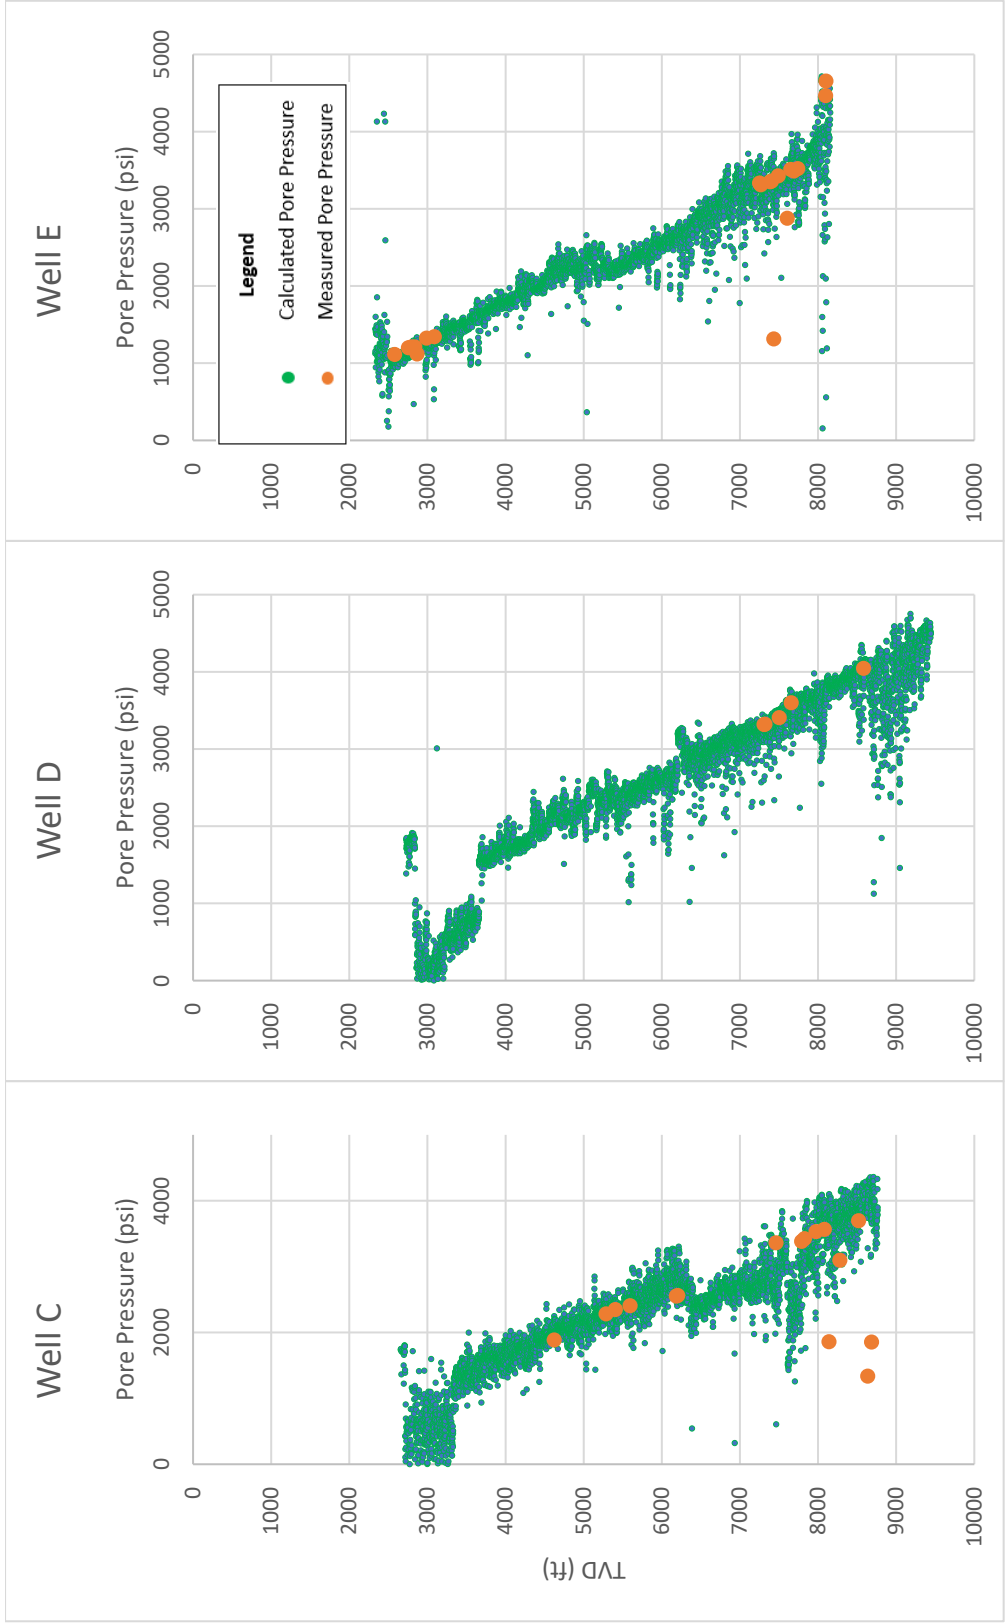 Well C
Pore Pressure (psi)
0 2000 4000
0
1000
2000
3000
4000
5000
6000
7000
8000
9000
10000
TVD (ft)
Well D
Pore Pressure (psi)
0 1000 2000 3000 4000 5000
0
1000
2000
3000
4000
5000
6000
7000
8000
9000
10000
Well E
Pore Pressure (psi)
0 1000 2000 3000 4000 5000
0
1000
2000
3000
4000
5000
6000
7000
8000
9000
10000
Legend
Calculated Pore Pressure
Measured Pore Pressure